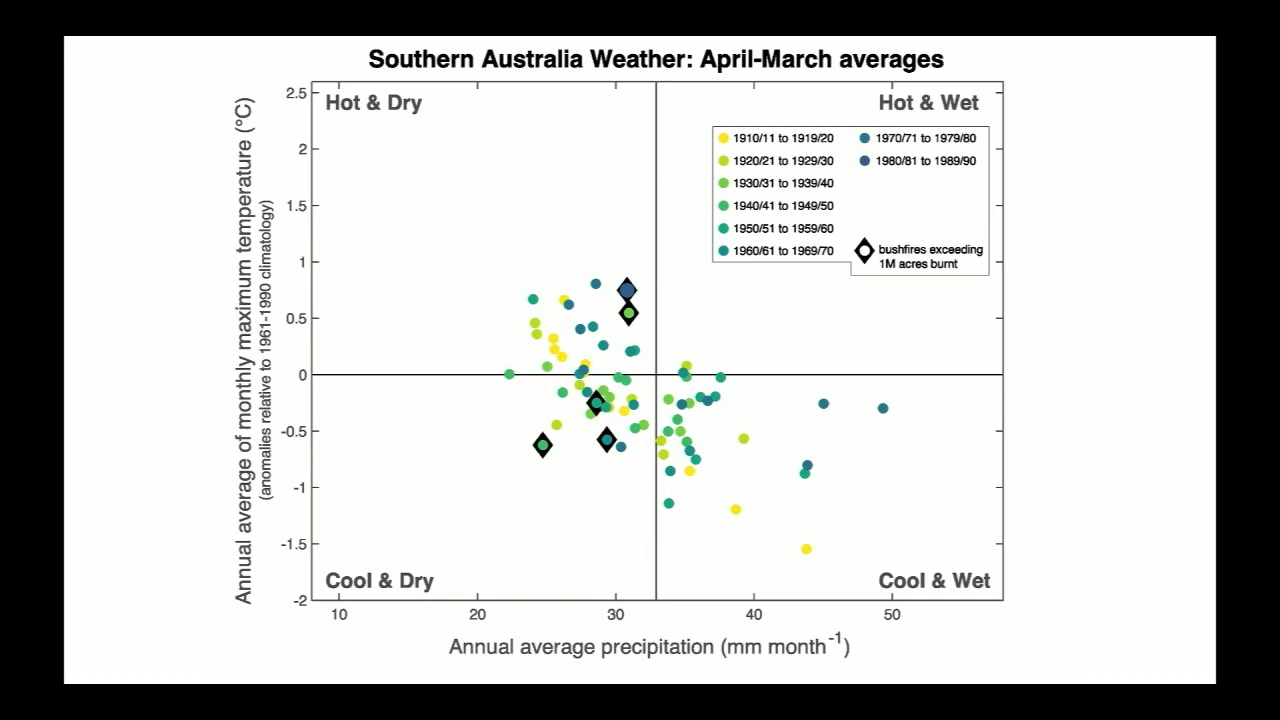 Southern Australia Weather: April-March averages
Hot & Dry
Hot & Wet
1910/11 to 1919/20
1920/21 to 1929/30
1930/31 to 1939/40
1940/41 to 1949/50
1950/51 to 1959/60
1960/61 to 1969/70
1970/71 to 1979/80
1980/81 to 1989/90
bushfires exceeding
1M acres burnt
Annual average of monthly maximum temperature (°C)
(anomalies relative to 1961-1990 climatology)
2.5
2
1.5
1
0.5
0
-0.5
-1
-1.5
-2
Cool & Dry
Cool & Wet
10 20 30 40 50
Annual average precipitation (mm month⁻¹)